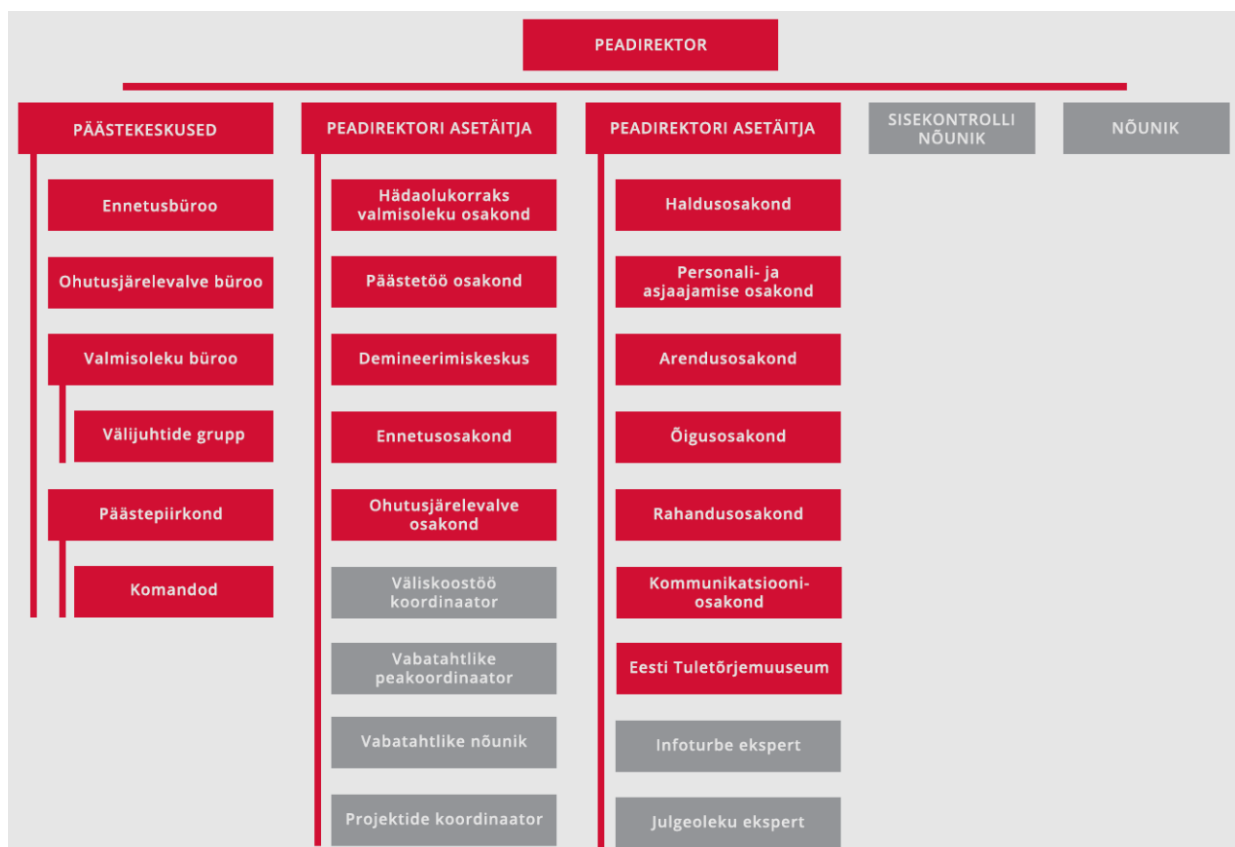 PEADIREKTOR
PÄÄSTEKESKUSED
Ennetusbüroo
Ohutusjärelevalve büroo
Valmisoleku büroo
Välijuhtide grupp
Päästepiirkond
Komandod
PEADIREKTORI ASETÄITJA
Hädaolukorraks
valmisoleku osakond
Päästetöö osakond
Demineerimiskeskus
Ennetusosakond
Ohutusjärelevalve
osakond
Väliskoostöö
koordinaator
Vabatahtlike
peakoordinaator
Vabatahtlike nõunik
Projektide koordinaator
PEADIREKTORI ASETÄITJA
Haldusosakond
Personali- ja
asjaajamise osakond
Arendusosakond
Õigusosakond
Rahandusosakond
Kommunikatsiooni-
osakond
Eesti Tuletõrjemuuseum
Infoturbe ekspert
Julgeoleku ekspert
SISEKONTROLLI
NÕUNIK
NÕUNIK